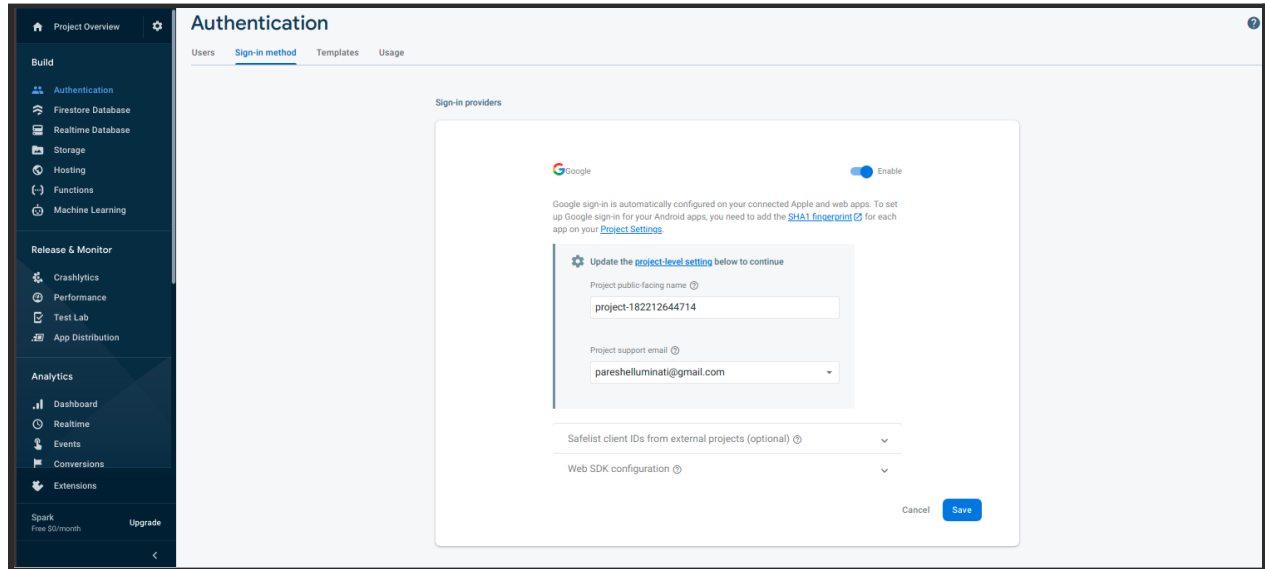 Project Overview
Build
Authentication
Firestore Database
Realtime Database
Storage
Hosting
Functions
Machine Learning
Release & Monitor
Crashlytics
Performance
Test Lab
App Distribution
Analytics
Dashboard
Realtime
Events
Conversions
Extensions
Spark
Free $0/month
Upgrade
Authentication
Users Sign-in method Templates Usage
Sign-in providers
Google Enable
Google sign-in is automatically configured on your connected Apple and web apps. To set
up Google sign-in for your Android apps, you need to add the SHA1 fingerprint for each
app on your Project Settings.
Update the project-level setting below to continue
Project public-facing name
project-182212644714
Project support email
pareshelluminati@gmail.com
Safelist client IDs from external projects (optional)
Web SDK configuration
Cancel Save